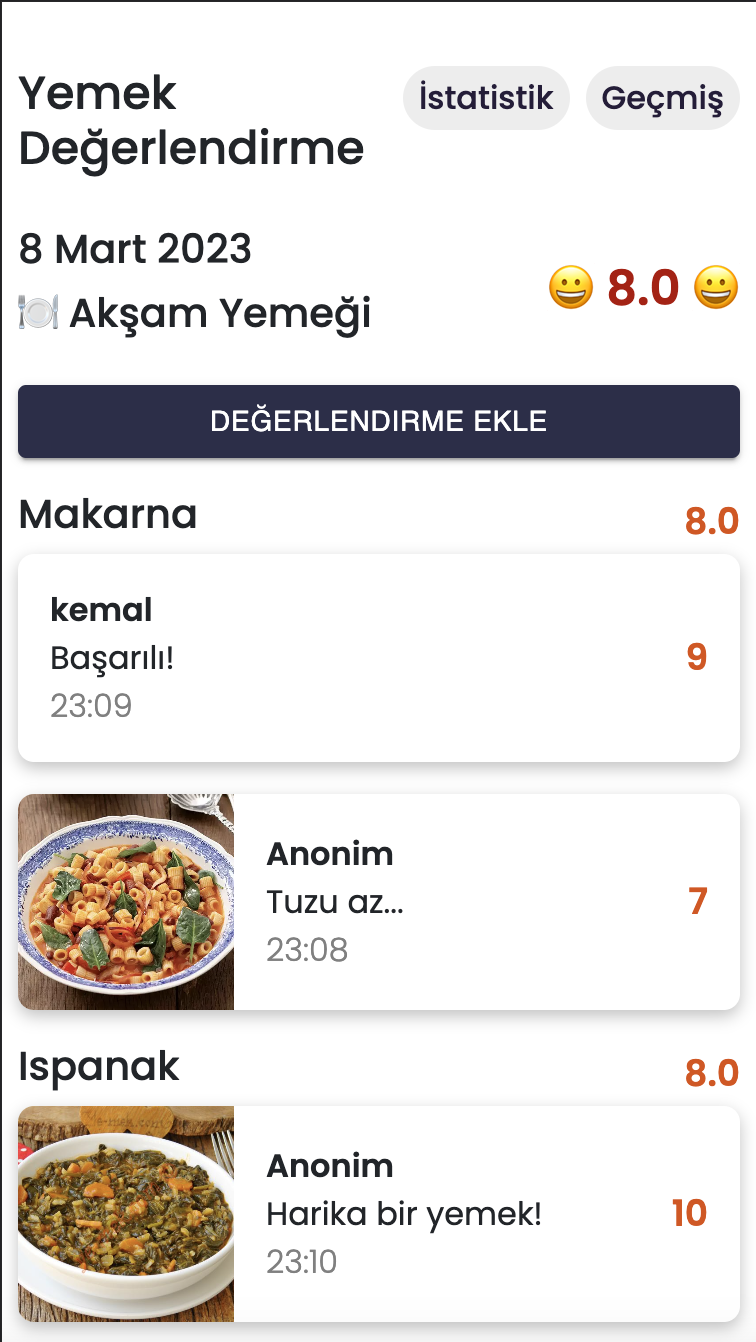 Yemek
Değerlendirme
İstatistik
Geçmiş
8 Mart 2023
🍽️ Akşam Yemeği
😀 8.0 😀
DEĞERLENDIRME EKLE
Makarna
8.0
kemal
Başarılı!
9
23:09
Anonim
Tuzu az...
7
23:08
Ispanak
8.0
Anonim
Harika bir yemek!
10
23:10